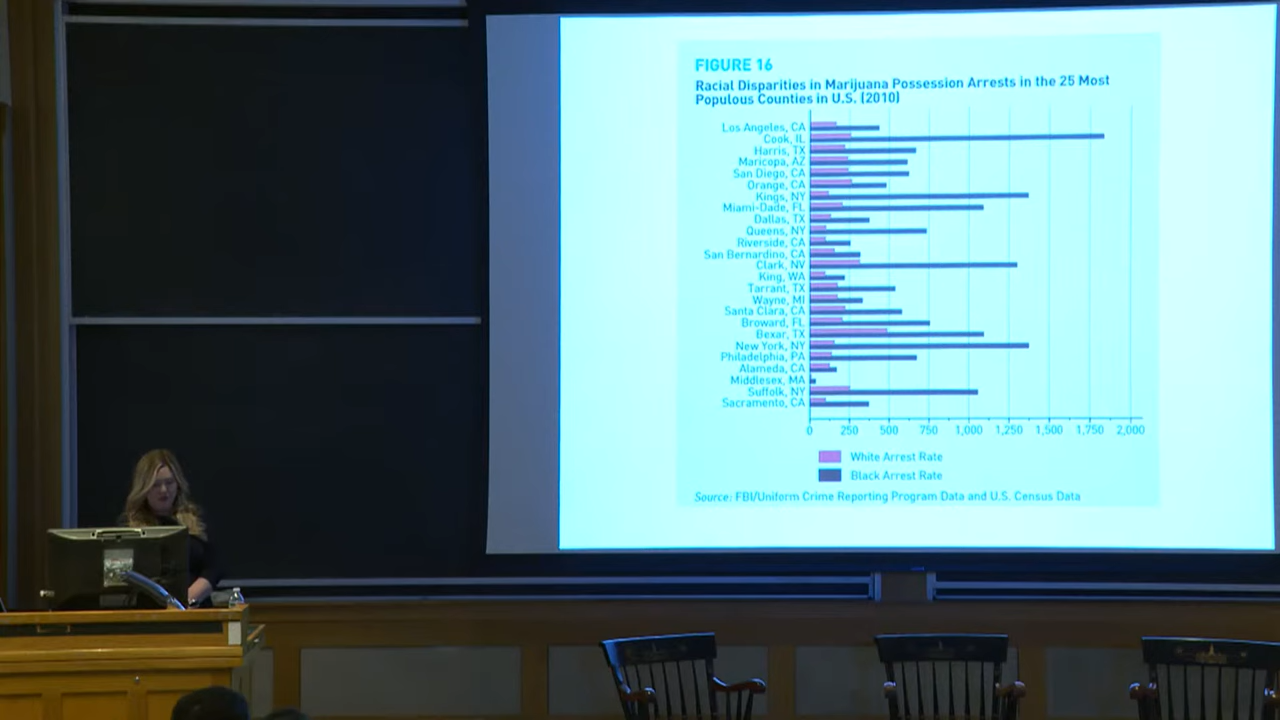 FIGURE 16
Racial Disparities in Marijuana Possession Arrests in the 25 Most
Populous Counties in U.S. (2010)
Los Angeles, CA
Cook, IL
Harris, TX
Maricopa, AZ
San Diego, CA
Orange, CA
Kings, NY
Miami-Dade, FL
Dallas, TX
Queens, NY
Riverside, CA
San Bernardino, CA
Clark, NV
King, WA
Tarrant, TX
Wayne, MI
Santa Clara, CA
Broward, FL
Bexar, TX
New York, NY
Philadelphia, PA
Alameda, CA
Middlesex, MA
Suffolk, NY
Sacramento, CA
0 250 500 750 1,000 1,250 1,500 1,750 2,000
White Arrest Rate
Black Arrest Rate
Source: FBI/Uniform Crime Reporting Program Data and U.S. Census Data